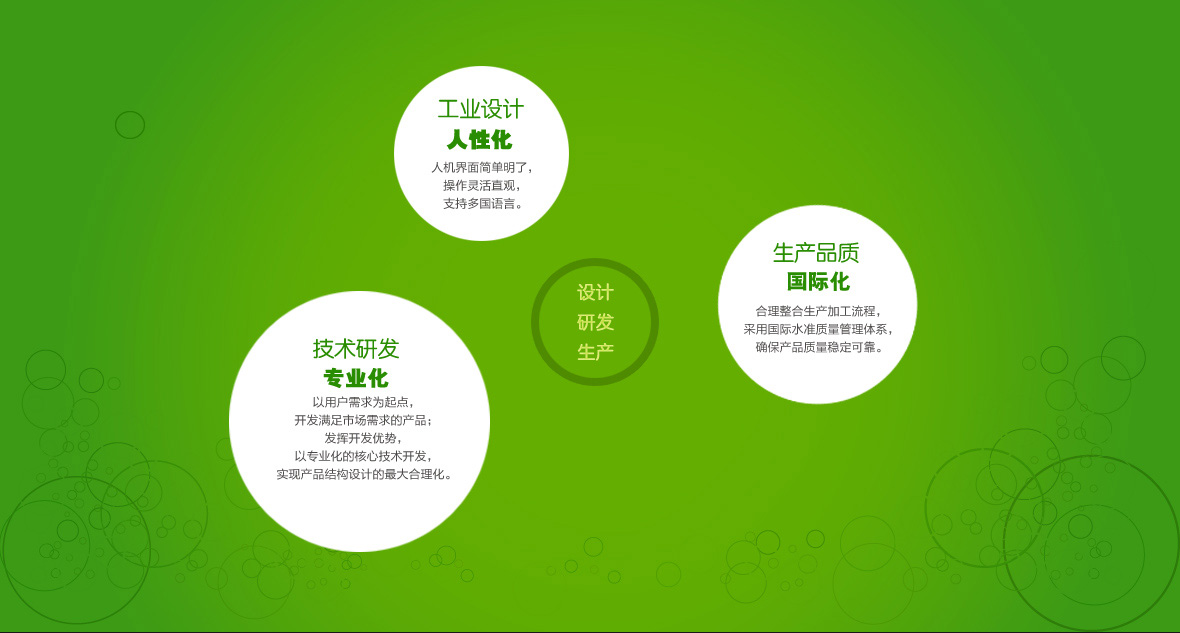 工业设计
人性化
人机界面简单明了，
操作灵活直观，
支持多国语言。
生产品质
国际化
合理整合生产加工流程，
采用国际水准质量管理体系，
确保产品质量稳定可靠。
设计
研发
生产
技术研发
专业化
以用户需求为起点，
开发满足市场需求的产品；
发挥开发优势，
以专业化的核心技术开发，
实现产品结构设计的最大合理化。